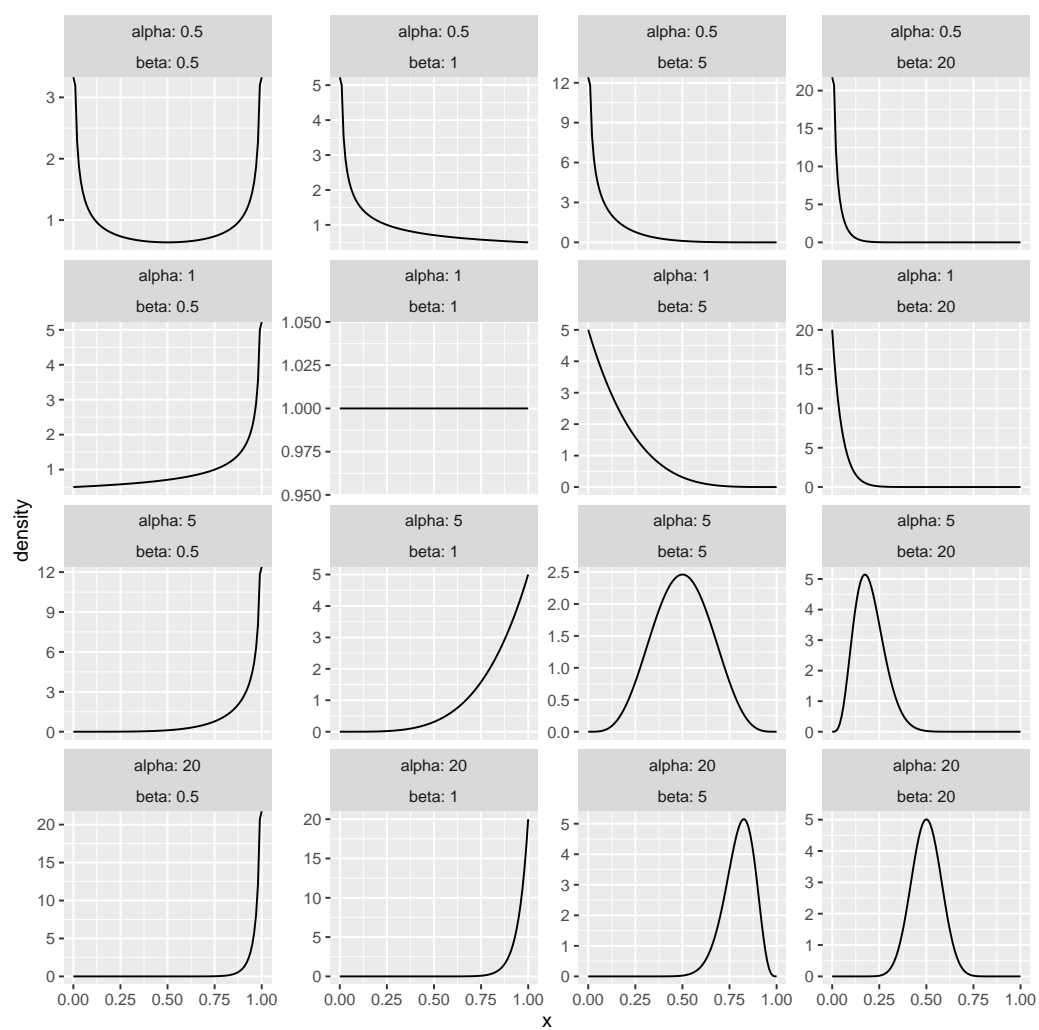 alpha: 0.5 alpha: 0.5 alpha: 0.5 alpha: 0.5
beta: 0.5 beta: 1 beta: 5 beta: 20
3 2 1
5 4 3 2 1
12 9 6 3 0
20 15 10 5 0
alpha: 1 alpha: 1 alpha: 1 alpha: 1
beta: 0.5 beta: 1 beta: 5 beta: 20
5 4 3 2 1
1.050 1.025 1.000 0.975 0.950
5 4 3 2 1 0
20 15 10 5 0
density
alpha: 5 alpha: 5 alpha: 5 alpha: 5
beta: 0.5 beta: 1 beta: 5 beta: 20
12 9 6 3 0
5 4 3 2 1 0
2.5 2.0 1.5 1.0 0.5 0.0
5 4 3 2 1 0
alpha: 20 alpha: 20 alpha: 20 alpha: 20
beta: 0.5 beta: 1 beta: 5 beta: 20
20 15 10 5 0
20 15 10 5 0
5 4 3 2 1 0
5 4 3 2 1 0
0.00 0.25 0.50 0.75 1.00 0.00 0.25 0.50 0.75 1.00 0.00 0.25 0.50 0.75 1.00 0.00 0.25 0.50 0.75 1.00
x